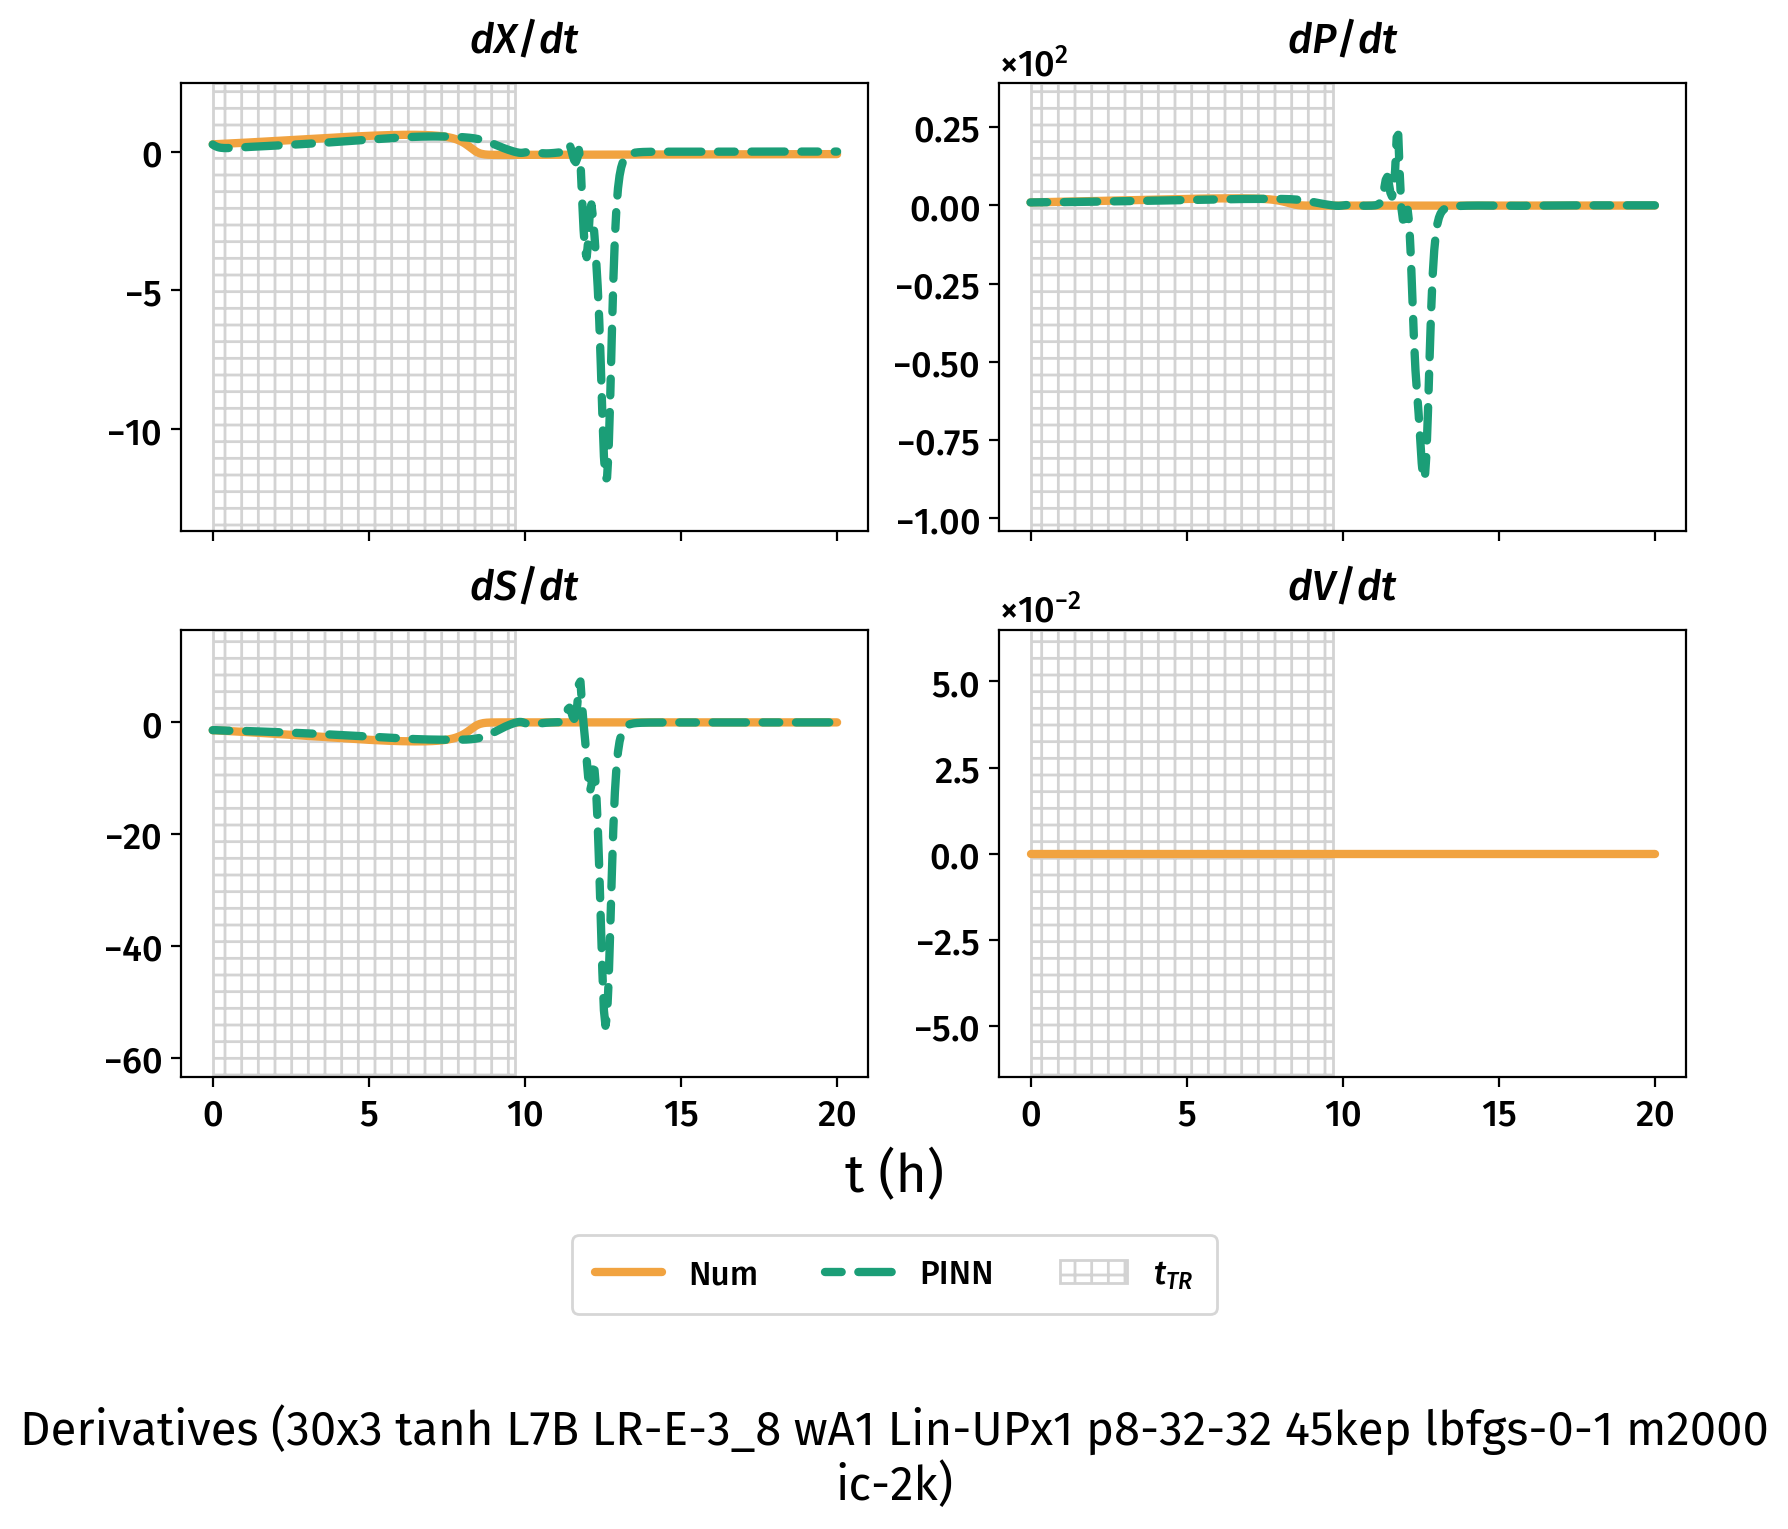 dX/dt
0
−5
−10
dP/dt
×10²
0.25
0.00
−0.25
−0.50
−0.75
−1.00
dS/dt
0
−20
−40
−60
0 5 10 15 20
dV/dt
×10⁻²
5.0
2.5
0.0
−2.5
−5.0
0 5 10 15 20
t (h)
Num PINN t_TR
Derivatives (30x3 tanh L7B LR-E-3_8 wA1 Lin-UPx1 p8-32-32 45kep lbfgs-0-1 m2000
ic-2k)